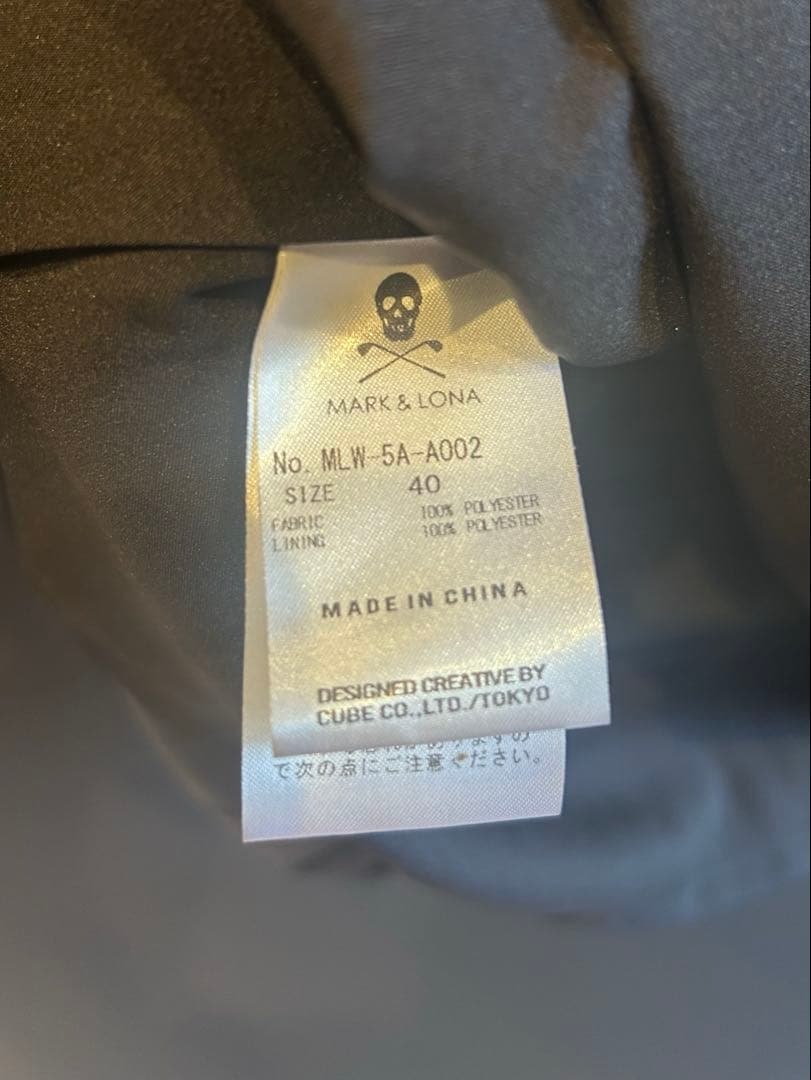 MARK & LONA
No. MLW-5A-A002
SIZE 40
FABRIC 100% POLYESTER
LINING 100% POLYESTER
MADE IN CHINA
DESIGNED CREATIVE BY
CUBE CO.,LTD./TOKYO
で次の点にご注意ください。